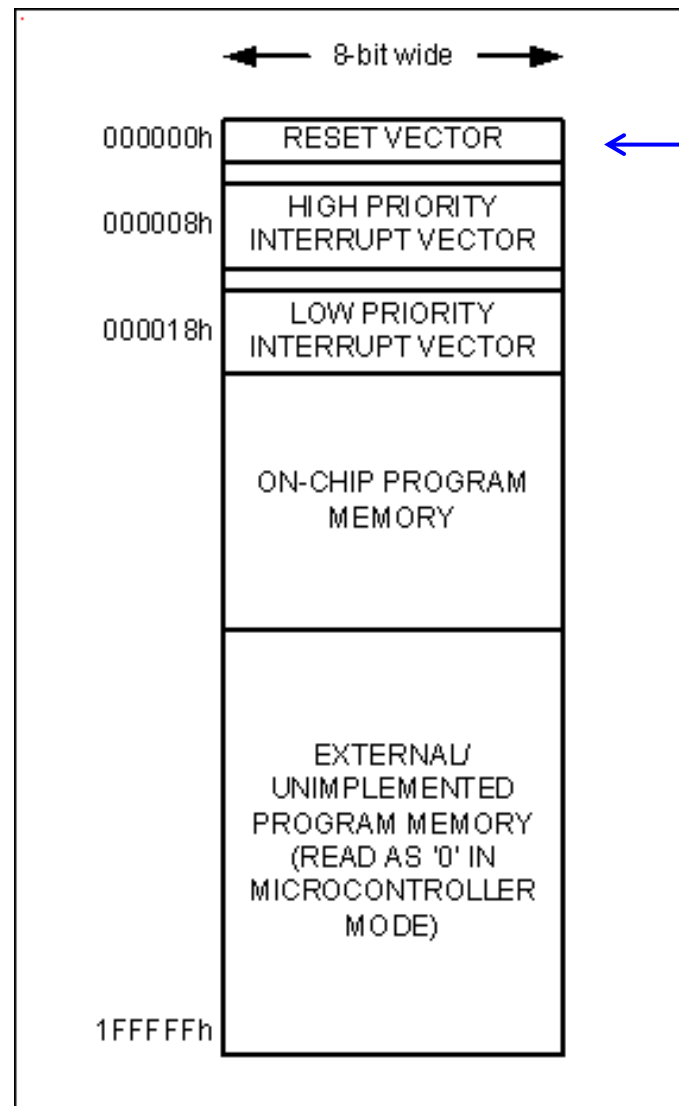 8-bit wide
000000h
RESET VECTOR
000008h
HIGH PRIORITY
INTERRUPT VECTOR
000018h
LOW PRIORITY
INTERRUPT VECTOR
ON-CHIP PROGRAM
MEMORY
EXTERNAL/
UNIMPLEMENTED
PROGRAM MEMORY
(READ AS '0' IN
MICROCONTROLLER
MODE)
1FFFFFh